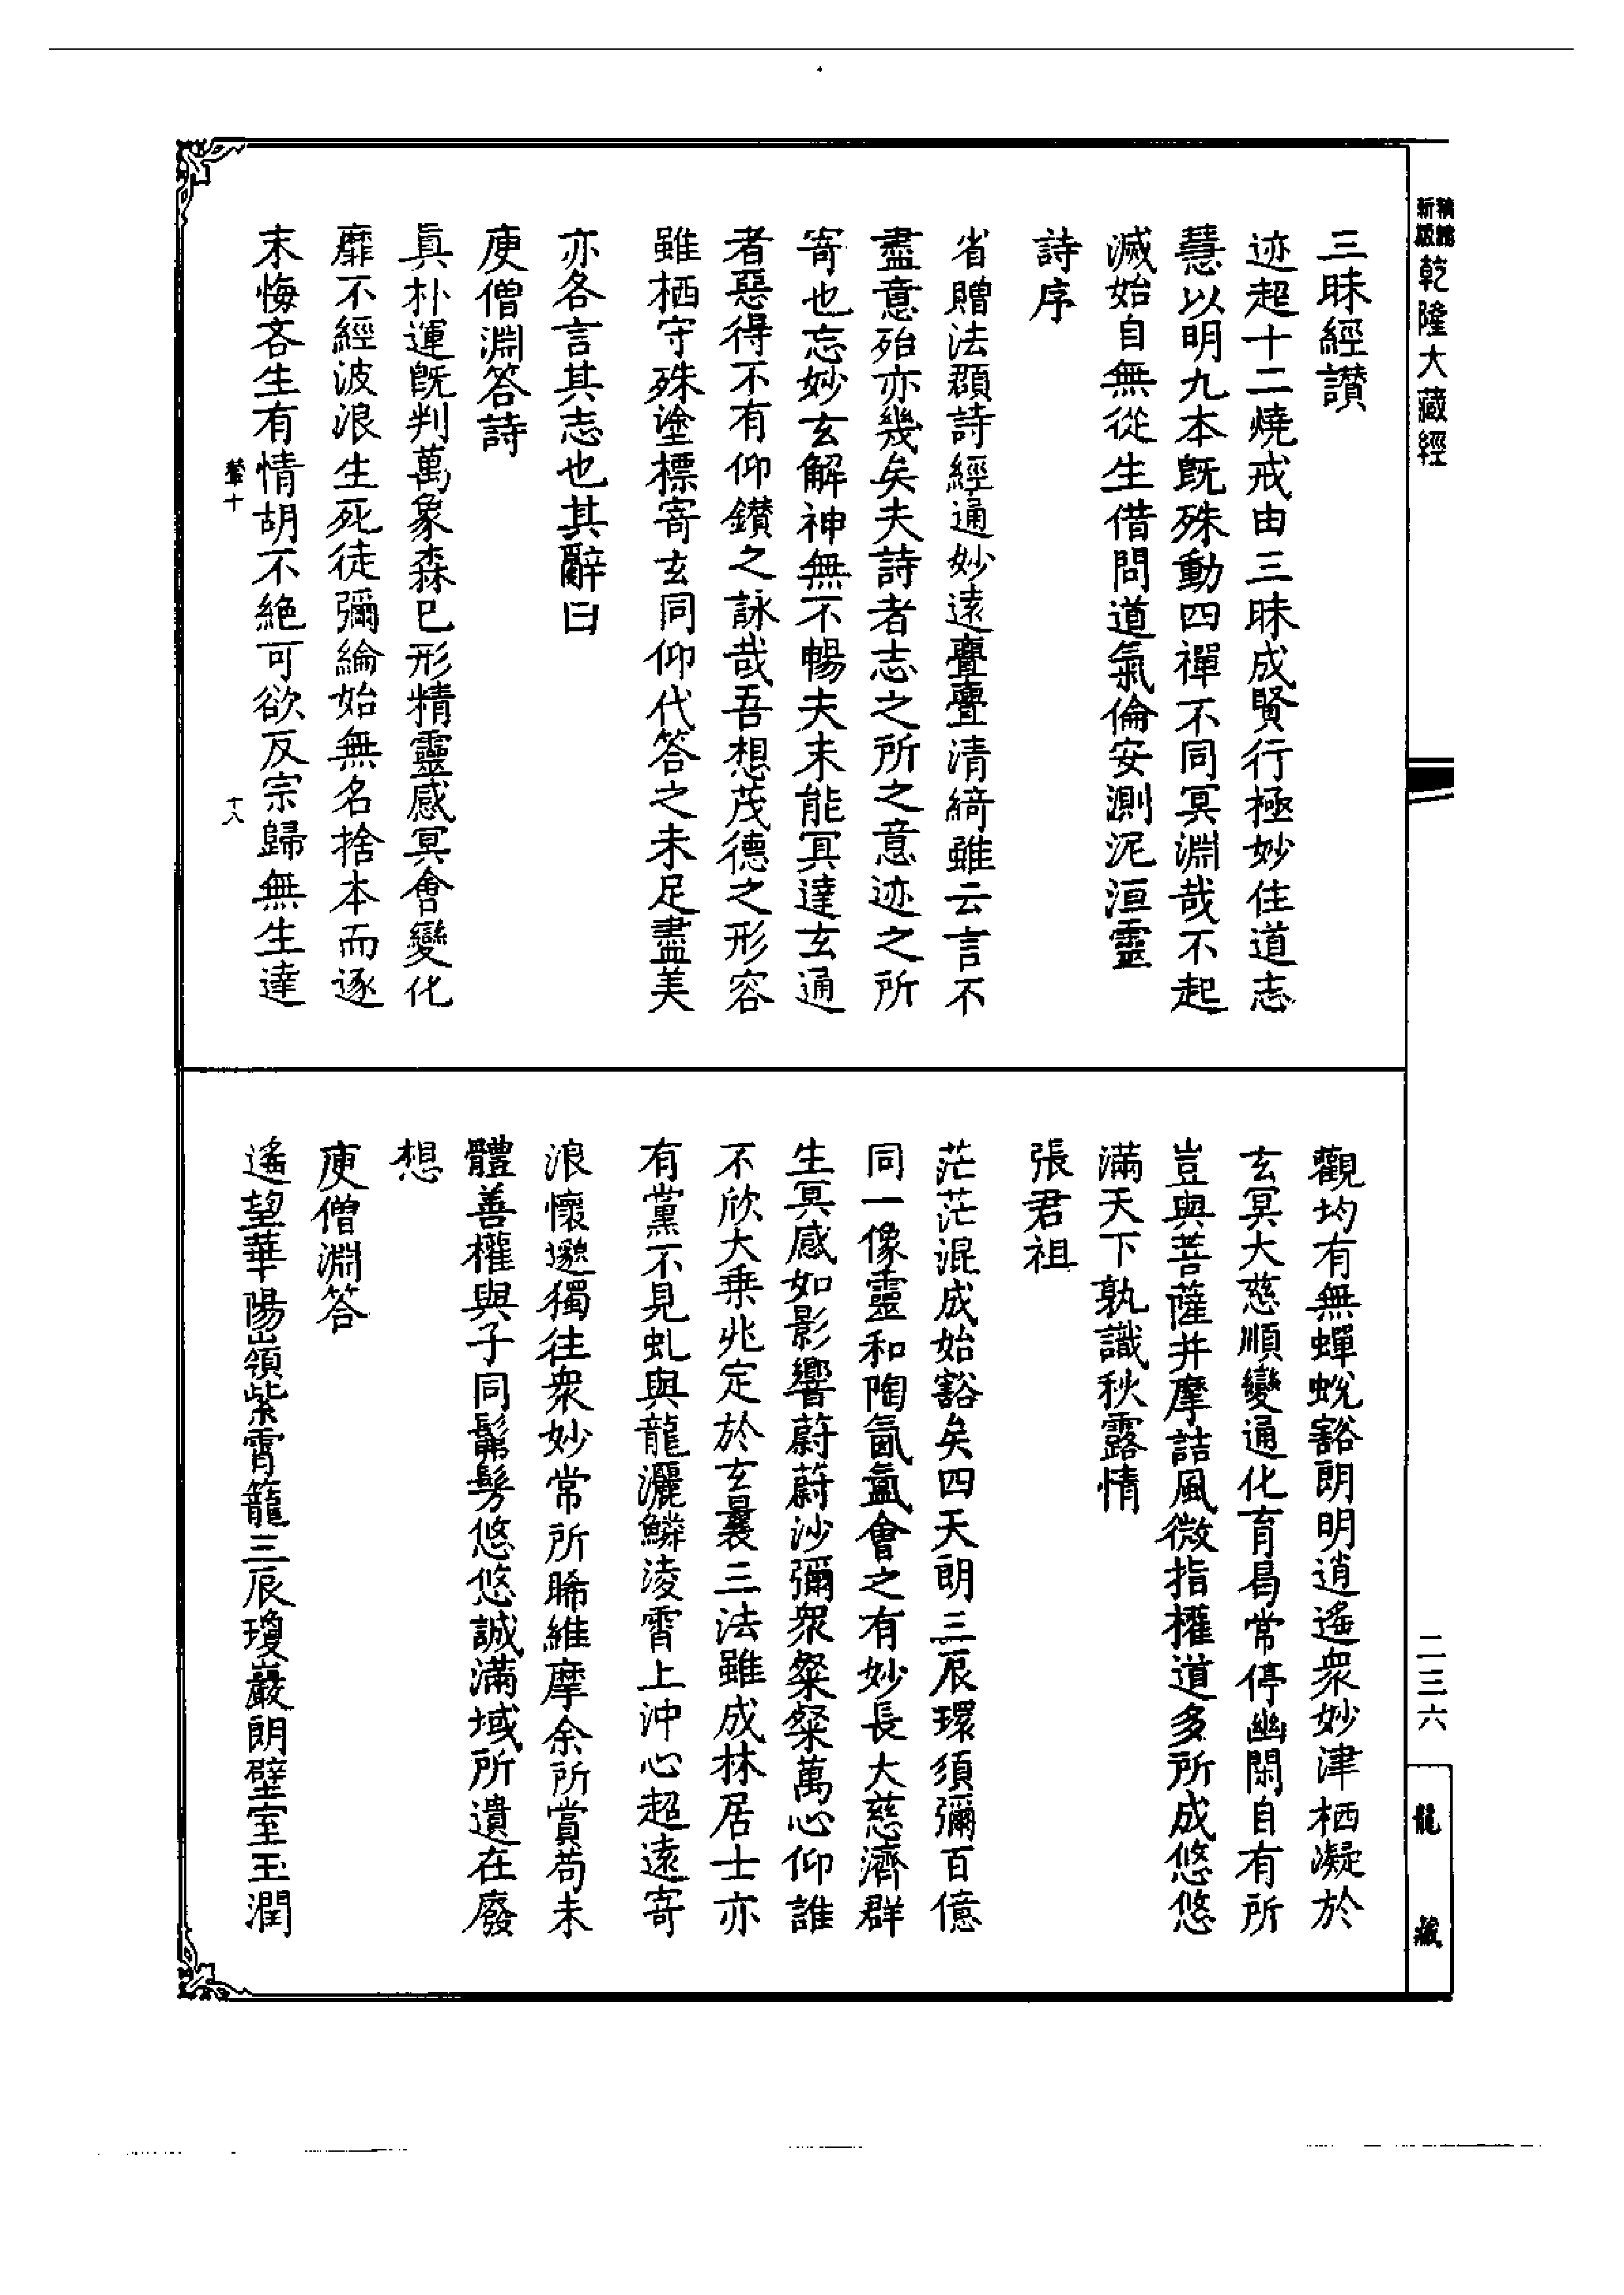 新版
精縮
乾隆大藏經
三昧經讃
迹超十二燒戒由三昧成賢行極妙住道志
慧以明九本既殊動四禪不同冥淵哉不起
滅始自無從生借問道氣倫安測泥洹靈
詩序
省贈法頵詩經通妙遠亹亹清綺雖云言不
盡意殆亦幾矣夫詩者志之所之意迹之所
寄也忘妙玄解神無不暢夫未能冥達玄通
者惡得不有仰鑚之詠哉吾想茂德之形容
雖栖守殊塗標寄玄同仰代答之未足盡美
亦各言其志也其辭曰
庾僧淵答詩
眞朴運既判萬象森已形精靈感冥會變化
靡不經波浪生死徒彌綸始無名捨本而逐
末悔吝生有情胡不絶可欲反宗歸無生達
十
十八
觀均有無蟬蛻豁朗明逍遙衆妙津栖凝於
玄冥大慈順變通化育曷常停幽閑自有所
豈與菩薩并摩詰風微指權道多所成悠悠
滿天下孰識秋露情
張君祖
茫茫混成始豁矣四天朗三辰環須彌百億
同一像靈和陶氤氳會之有妙長大慈濟群
生冥感如影響蔚蔚沙彌衆粲粲萬心仰誰
不欣大乗兆定於玄曩三法雖成林居士亦
有黨不見虬與龍灑鱗淩霄上沖心超遠寄
浪懷邈獨往衆妙常所晞維摩余所賞苟未
體善權與子同髴髣悠悠誠滿域所遺在廢
想
庾僧淵答
遙望華陽嶺紫霄籠三辰瓊巖朗壁室玉潤
二三六
龍藏